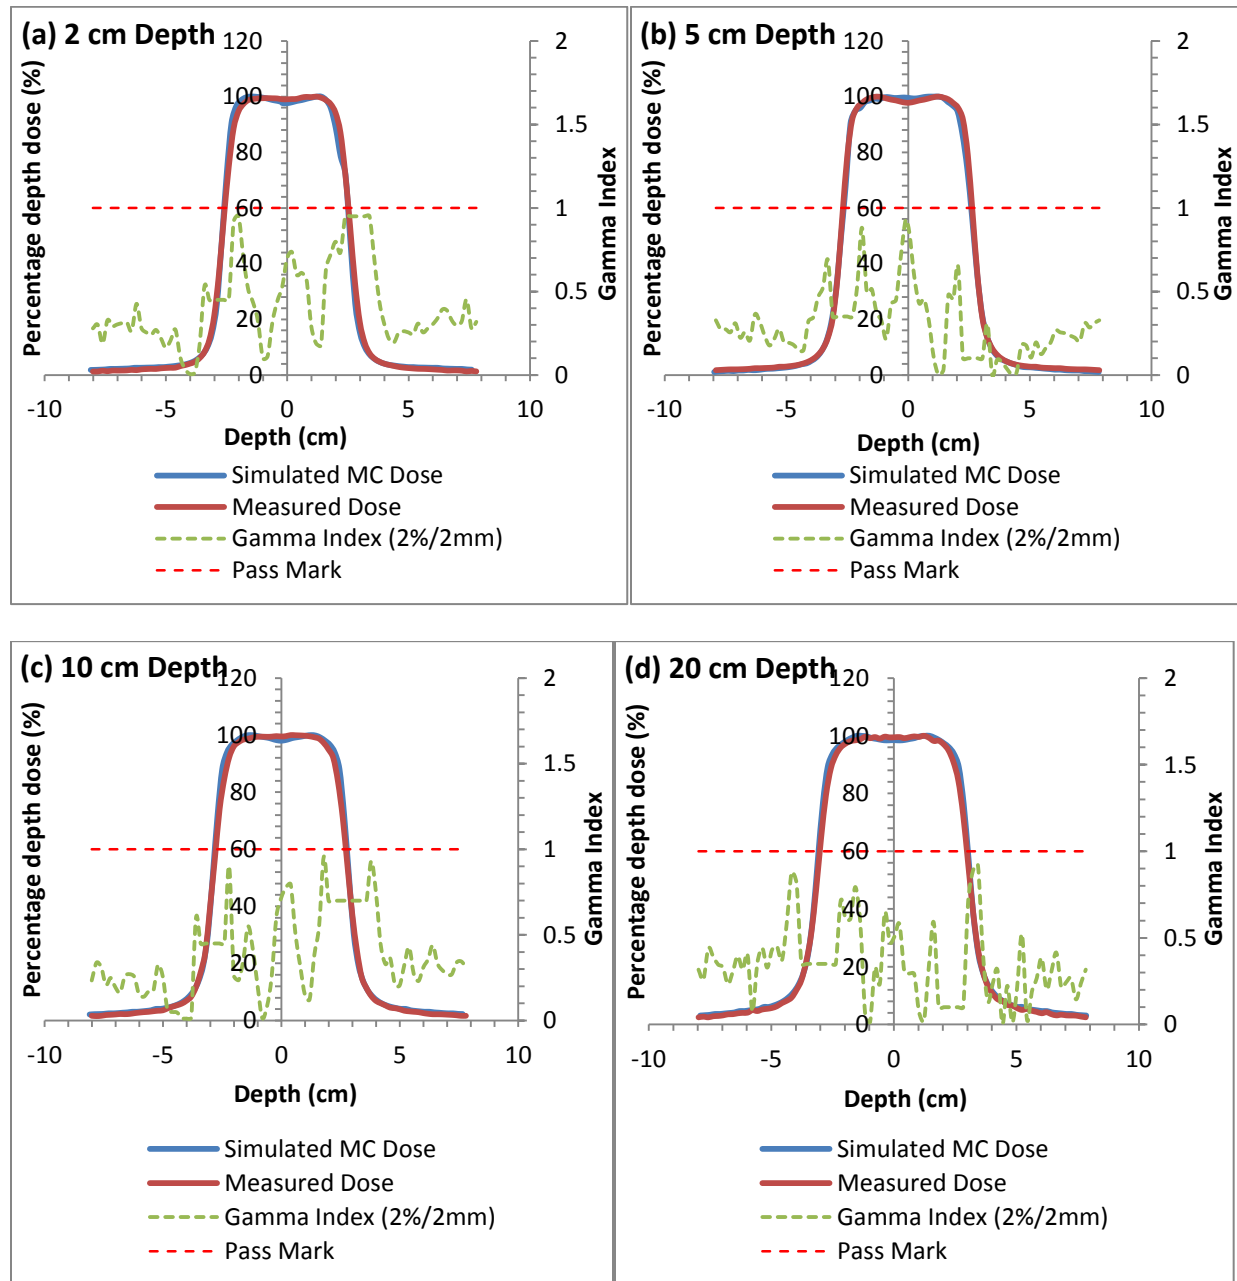 (a) 2 cm Depth
Percentage depth dose (%)
120
100
80
60
40
20
0
2
1.5
1
0.5
0
Gamma Index
-10 -5 0 5 10
Depth (cm)
Simulated MC Dose
Measured Dose
Gamma Index (2%/2mm)
Pass Mark
(b) 5 cm Depth
Percentage depth dose (%)
120
100
80
60
40
20
0
2
1.5
1
0.5
0
Gamma Index
-10 -5 0 5 10
Depth (cm)
Simulated MC Dose
Measured Dose
Gamma Index (2%/2mm)
Pass Mark
(c) 10 cm Depth
Percentage depth dose (%)
120
100
80
60
40
20
0
2
1.5
1
0.5
0
Gamma Index
-10 -5 0 5 10
Depth (cm)
Simulated MC Dose
Measured Dose
Gamma Index (2%/2mm)
Pass Mark
(d) 20 cm Depth
Percentage depth dose (%)
120
100
80
60
40
20
0
2
1.5
1
0.5
0
Gamma Index
-10 -5 0 5 10
Depth (cm)
Simulated MC Dose
Measured Dose
Gamma Index (2%/2mm)
Pass Mark